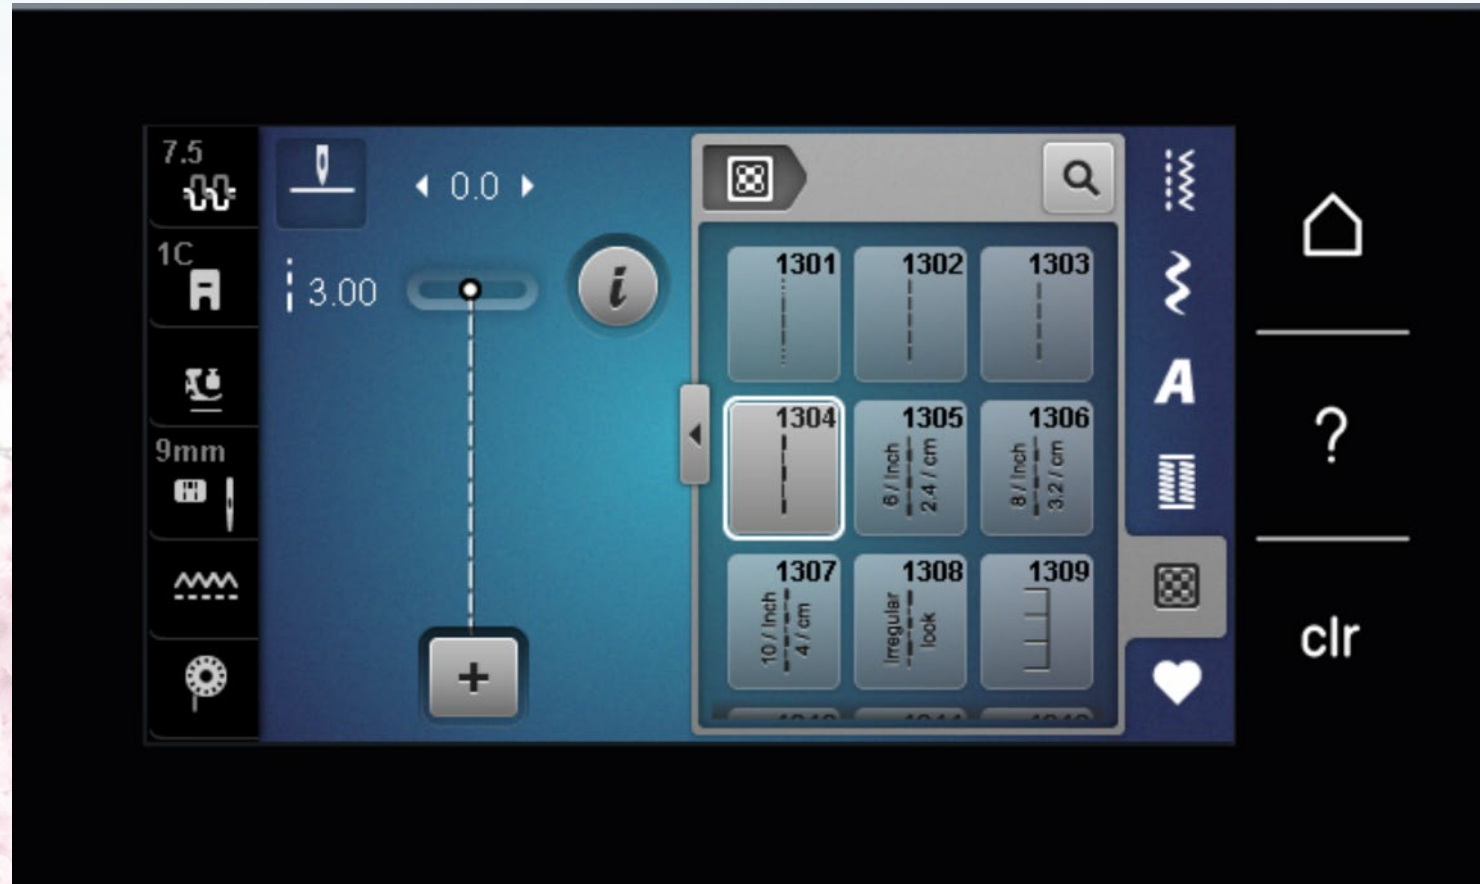 7.5
0.0
1C
3.00
i
1301
1302
1303
A
1304
1305
6 / Inch
2.4 / cm
1306
8 / Inch
3.2 / cm
?
9mm
1307
10 / Inch
4 / cm
1308
Irregular
look
1309
clr
+